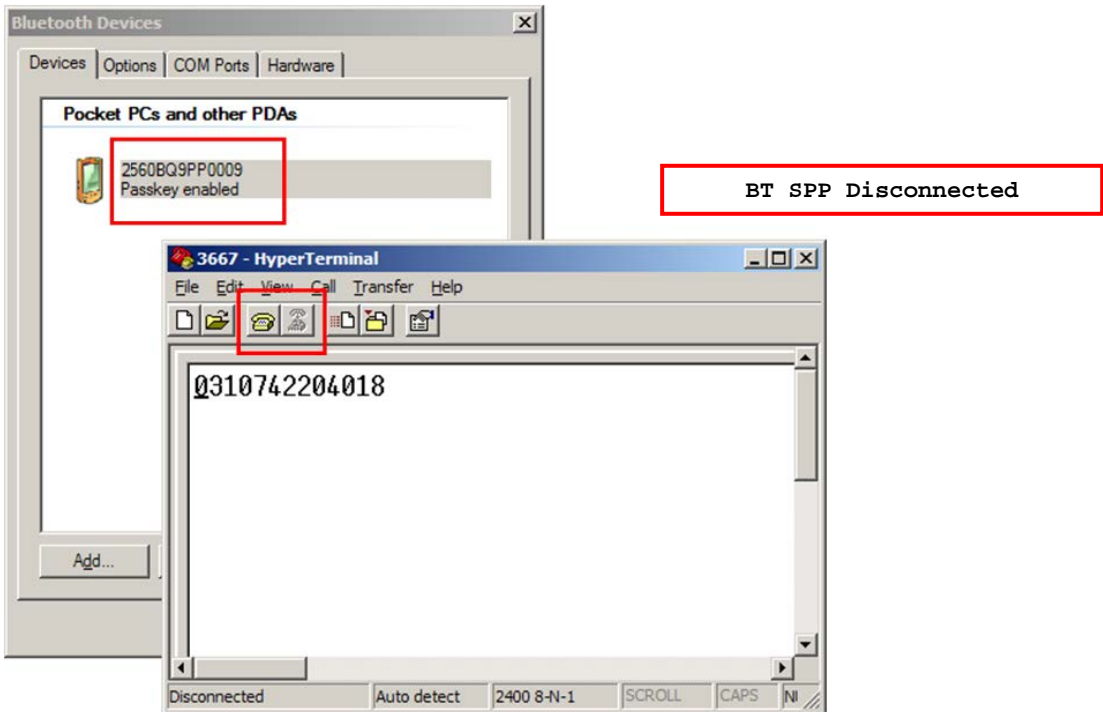 Bluetooth Devices
Devices Options COM Ports Hardware
Pocket PCs and other PDAs
2560BQ9PP0009
Passkey enabled
BT SPP Disconnected
3667 - HyperTerminal
File Edit View Call Transfer Help
0310742204018
Add...
Disconnected Auto detect 2400 8-N-1 SCROLL CAPS